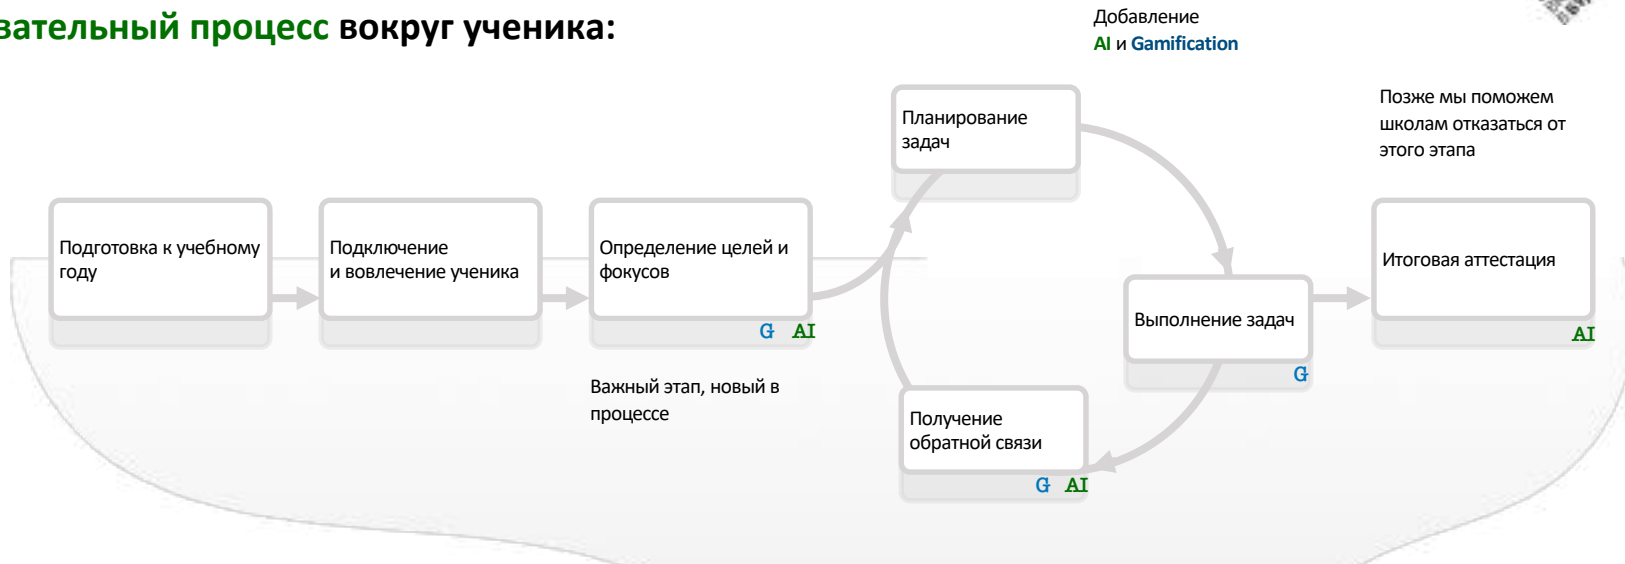 вательный процесс вокруг ученика:
Добавление
AI и Gamification
Позже мы поможем
школам отказаться от
этого этапа
Планирование
задач
Подготовка к учебному
году
Подключение
и вовлечение ученика
Определение целей и
фокусов
G AI
Важный этап, новый в
процессе
Выполнение задач
G
Получение
обратной связи
G AI
Итоговая аттестация
AI